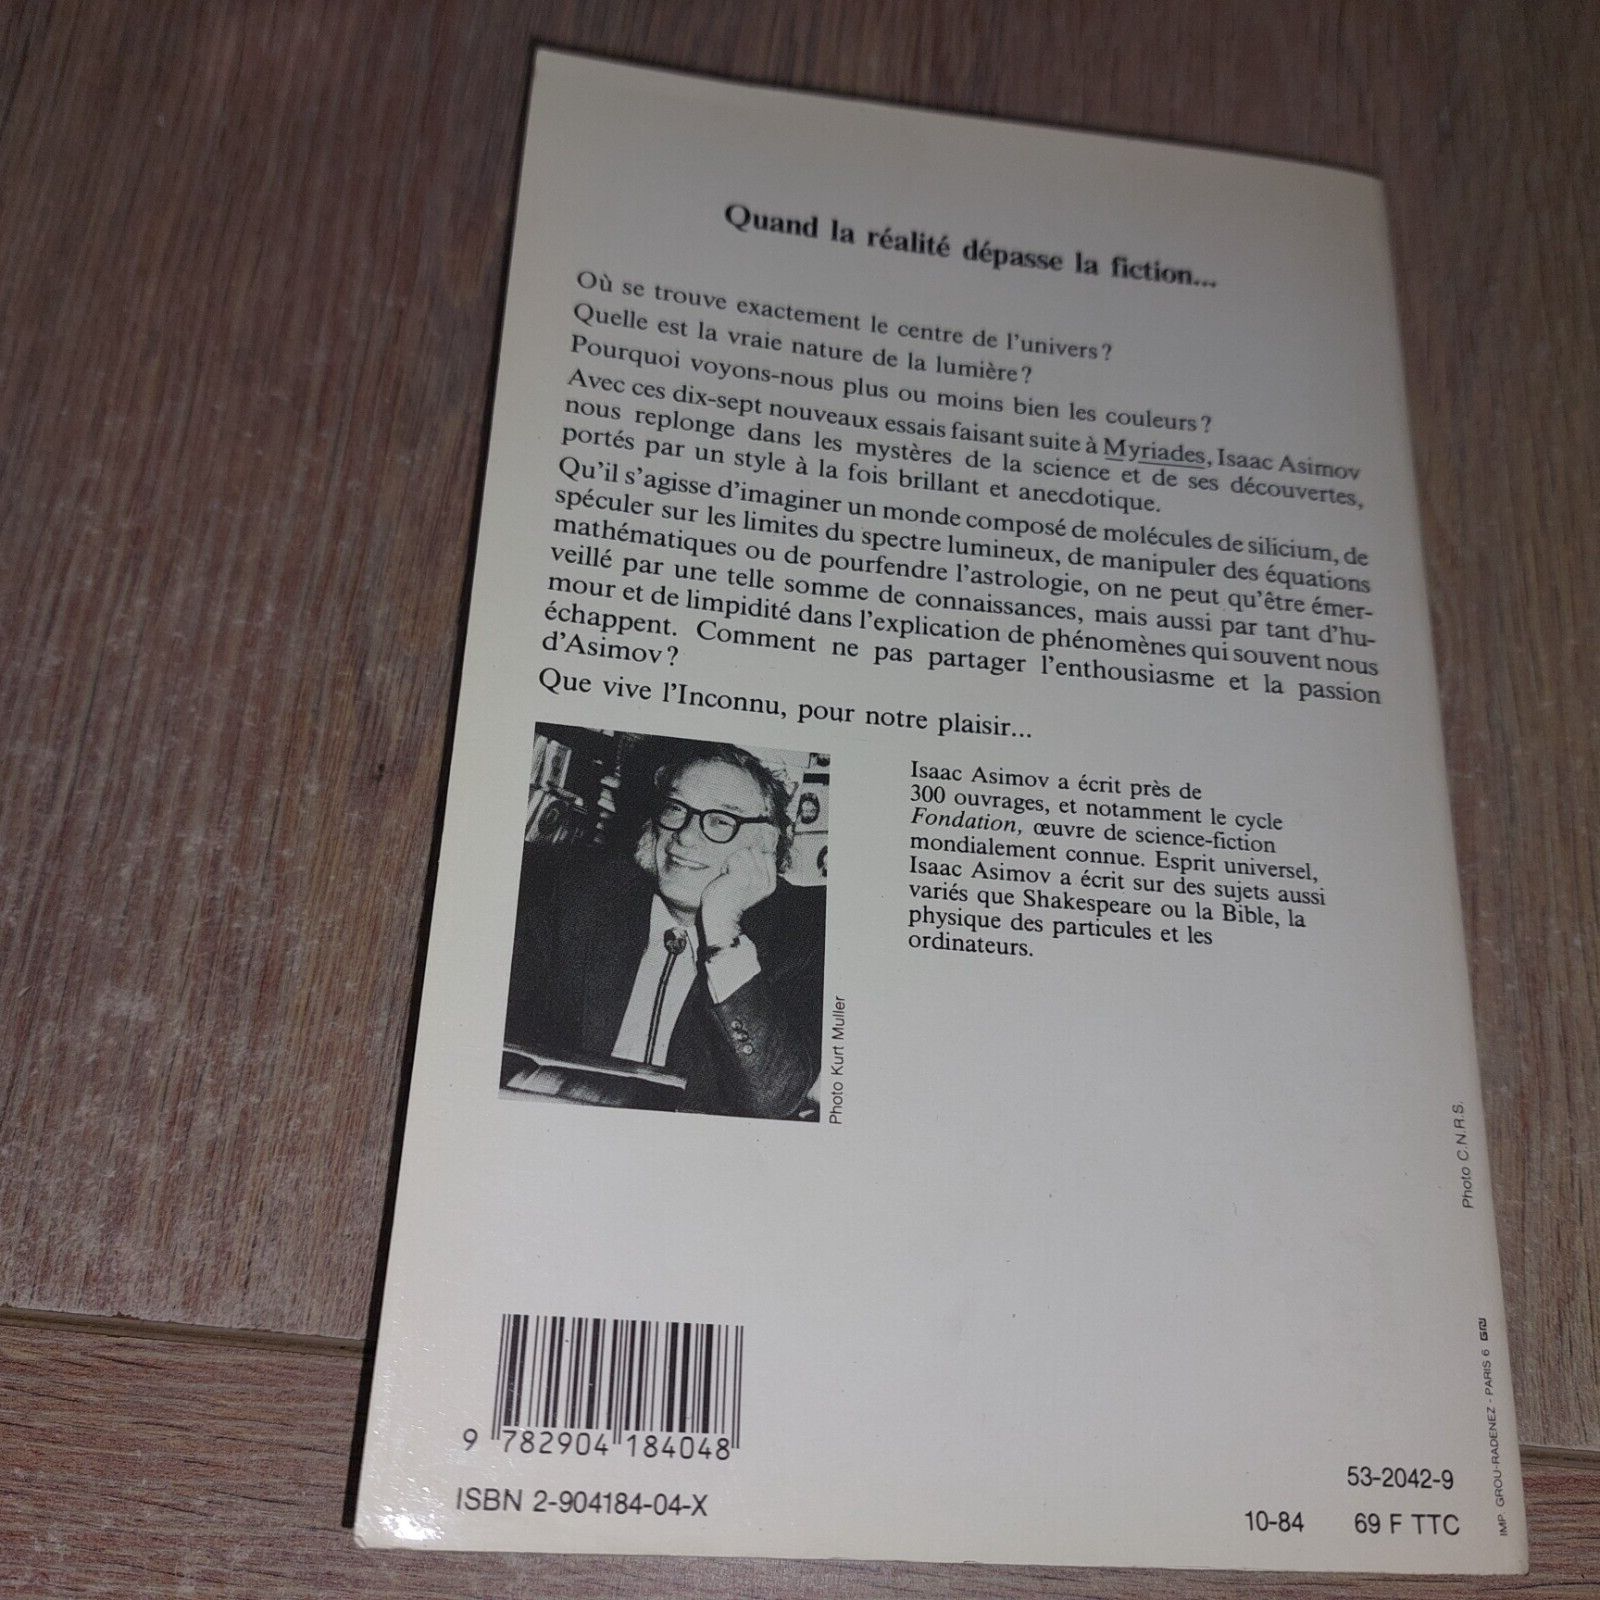 Quand la réalité dépasse la fiction...
Où se trouve exactement le centre de l'univers?
Quelle est la vraie nature de la lumière?
Pourquoi voyons-nous plus ou moins bien les couleurs?
Avec ces dix-sept nouveaux essais faisant suite à Myriades, Isaac Asimov
nous replonge dans les mystères de la science et de ses découvertes,
portés par un style à la fois brillant et anecdotique.
Qu'il s'agisse d'imaginer un monde composé de molécules de silicium, de
spéculer sur les limites du spectre lumineux, de manipuler des équations
mathématiques ou de pourfendre l'astrologie, on ne peut qu'être émer-
veillé par une telle somme de connaissances, mais aussi par tant d'hu-
mour et de limpidité dans l'explication de phénomènes qui souvent nous
échappent. Comment ne pas partager l'enthousiasme et la passion
d'Asimov?
Que vive l'Inconnu, pour notre plaisir...
Isaac Asimov a écrit près de
300 ouvrages, et notamment le cycle
Fondation, œuvre de science-fiction
mondialement connue. Esprit universel,
Isaac Asimov a écrit sur des sujets aussi
variés que Shakespeare ou la Bible, la
physique des particules et les
ordinateurs.
Photo Kurt Muller
Photo C.N.R.S.
IMP. GROU-RADENEZ - PARIS 6
9 782904 184048
ISBN 2-904184-04-X
53-2042-9
10-84 69 F TTC